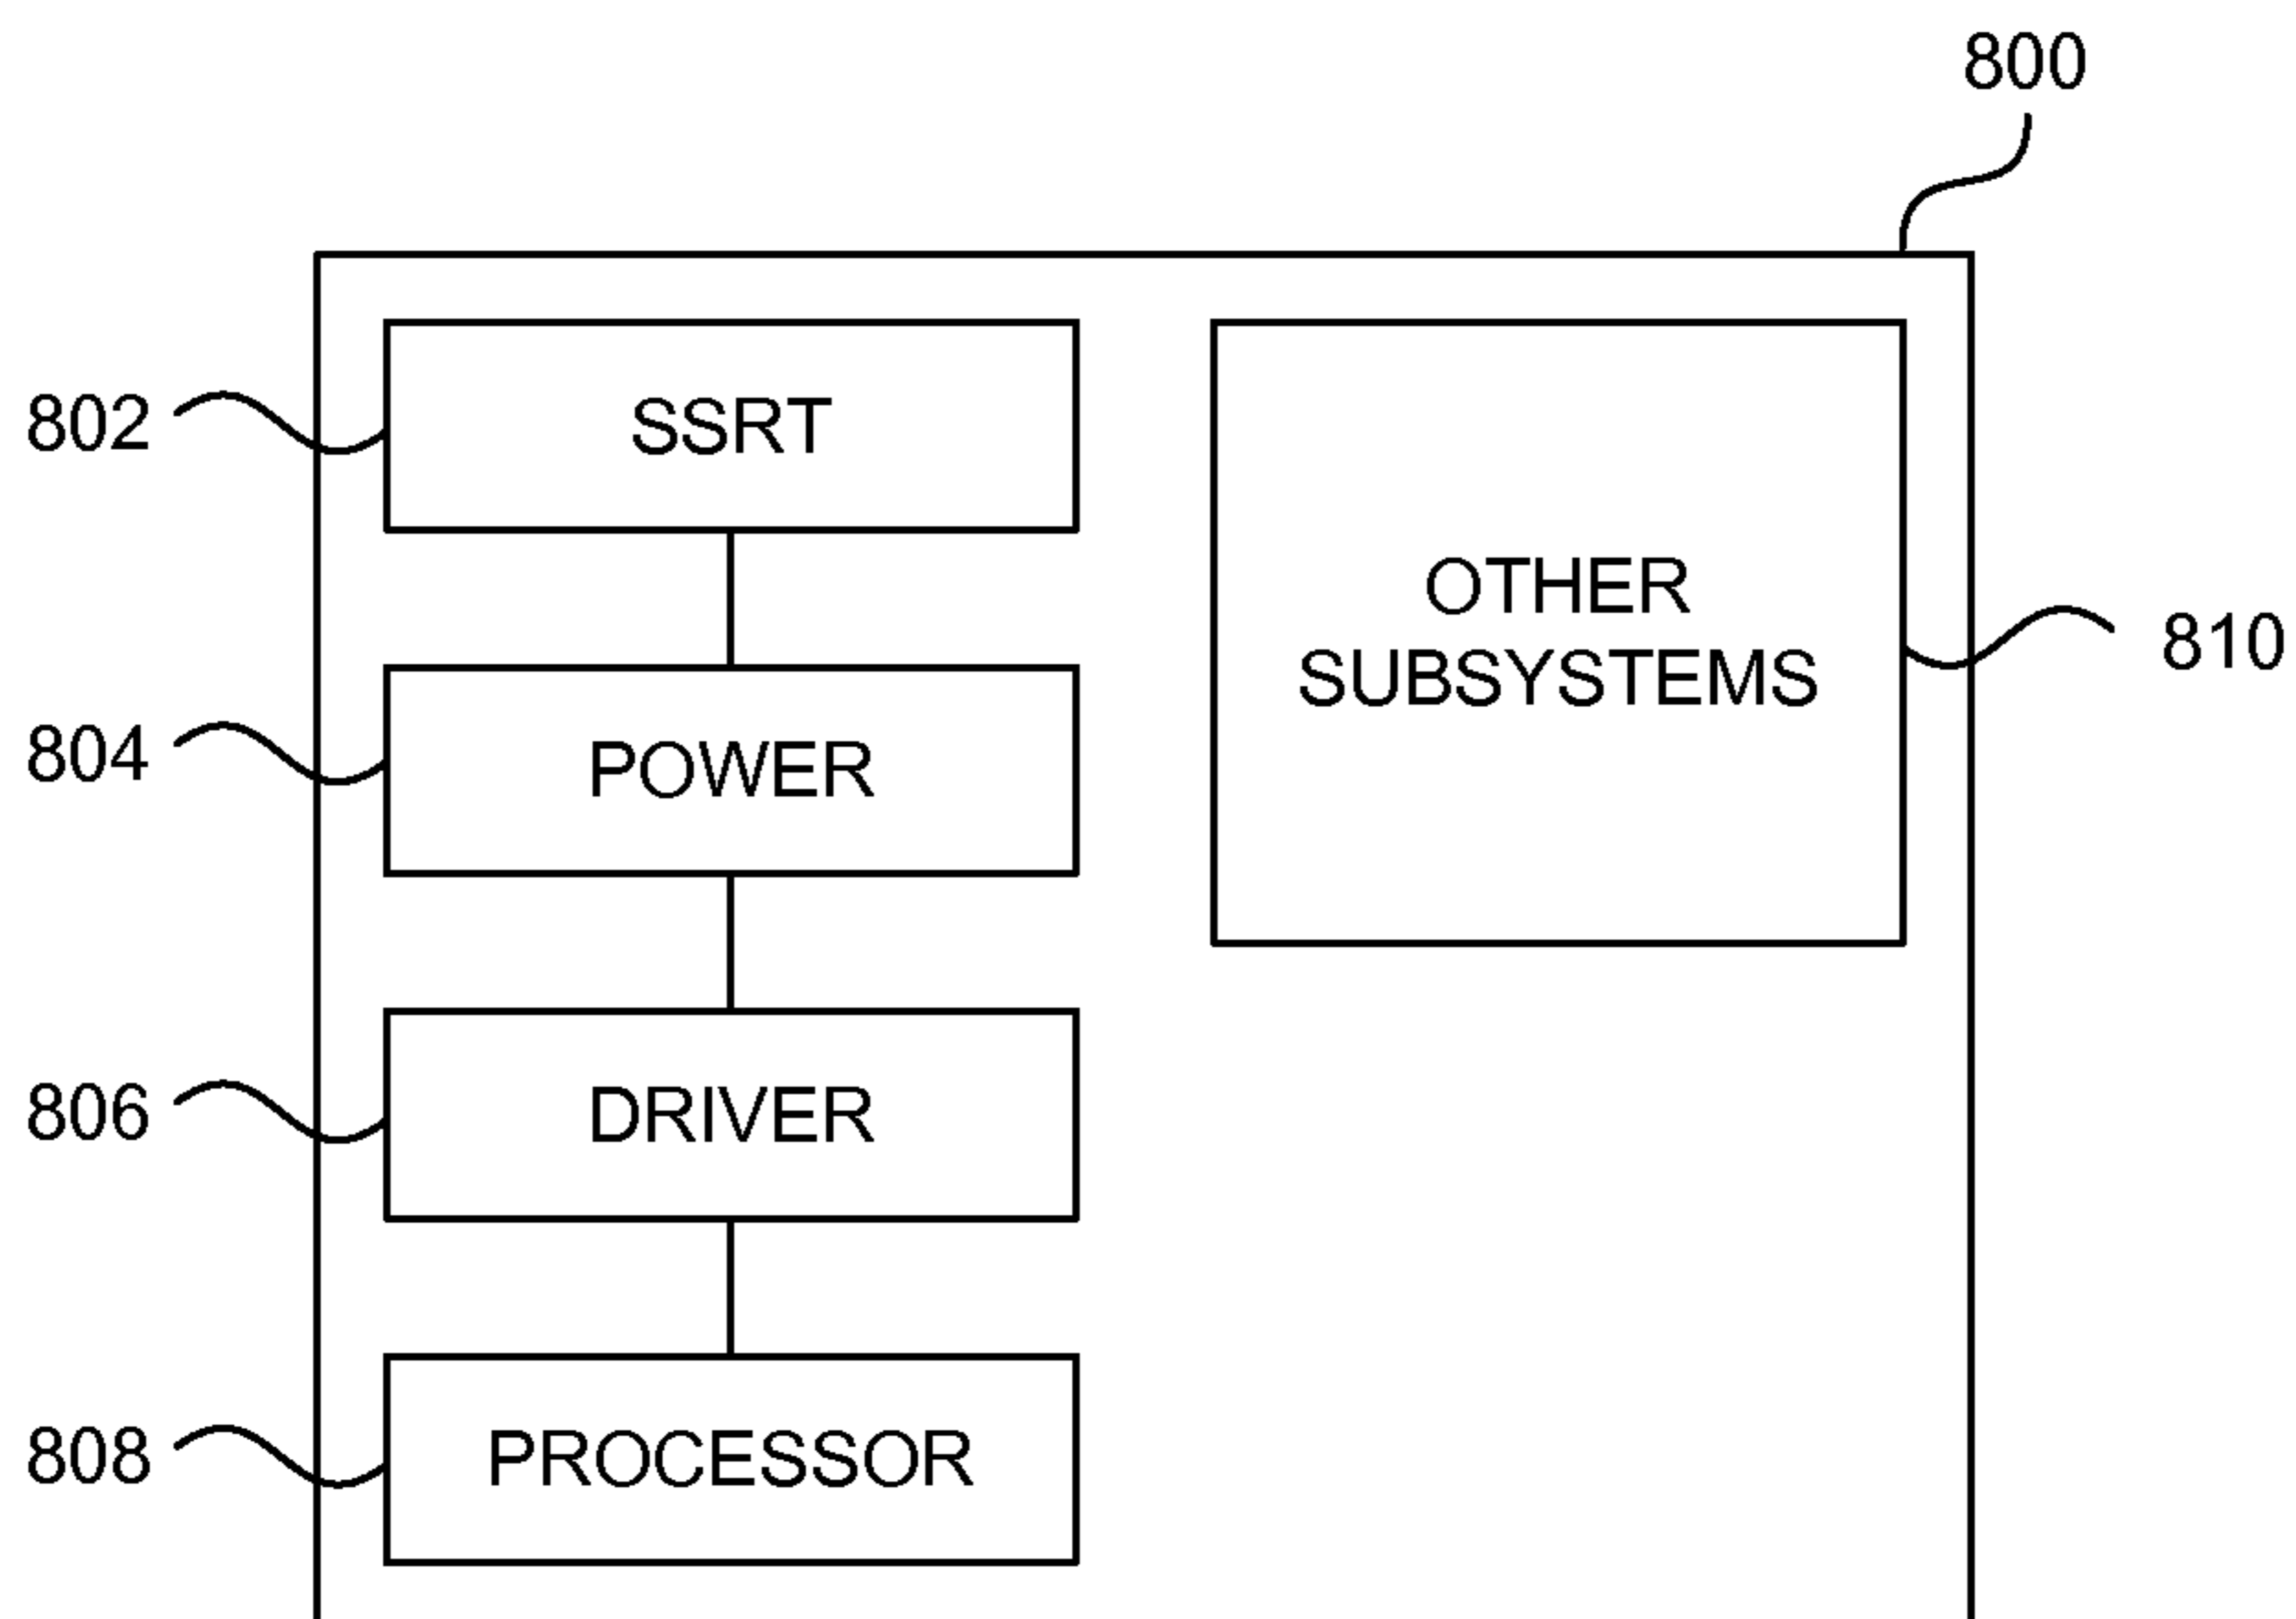 800
802
SSRT
OTHER
SUBSYSTEMS
810
804
POWER
806
DRIVER
808
PROCESSOR